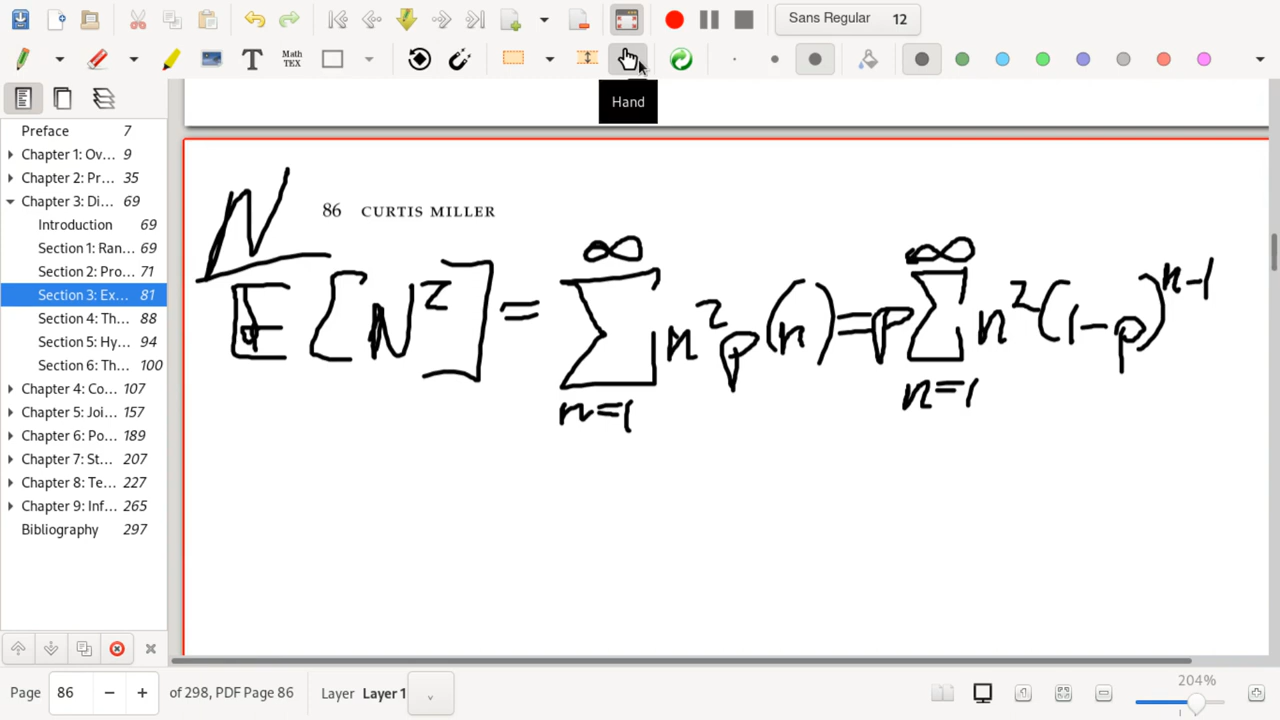 Sans Regular 12
Math
TEX
Hand
Preface 7
Chapter 1: Ov... 9
Chapter 2: Pr... 35
Chapter 3: Di... 69
Introduction 69
Section 1: Ran... 69
Section 2: Pro... 71
Section 3: Ex... 81
Section 4: Th... 88
Section 5: Hy... 94
Section 6: Th... 100
Chapter 4: Co... 107
Chapter 5: Joi... 157
Chapter 6: Po... 189
Chapter 7: St... 207
Chapter 8: Te... 227
Chapter 9: Inf... 265
Bibliography 297
N
86 CURTIS MILLER
E[N²] = ∑_{n=1}^{∞} n²p(n) = p∑_{n=1}^{∞} n²(1-p)^{n-1}
Page 86 − + of 298, PDF Page 86 Layer Layer 1 204%